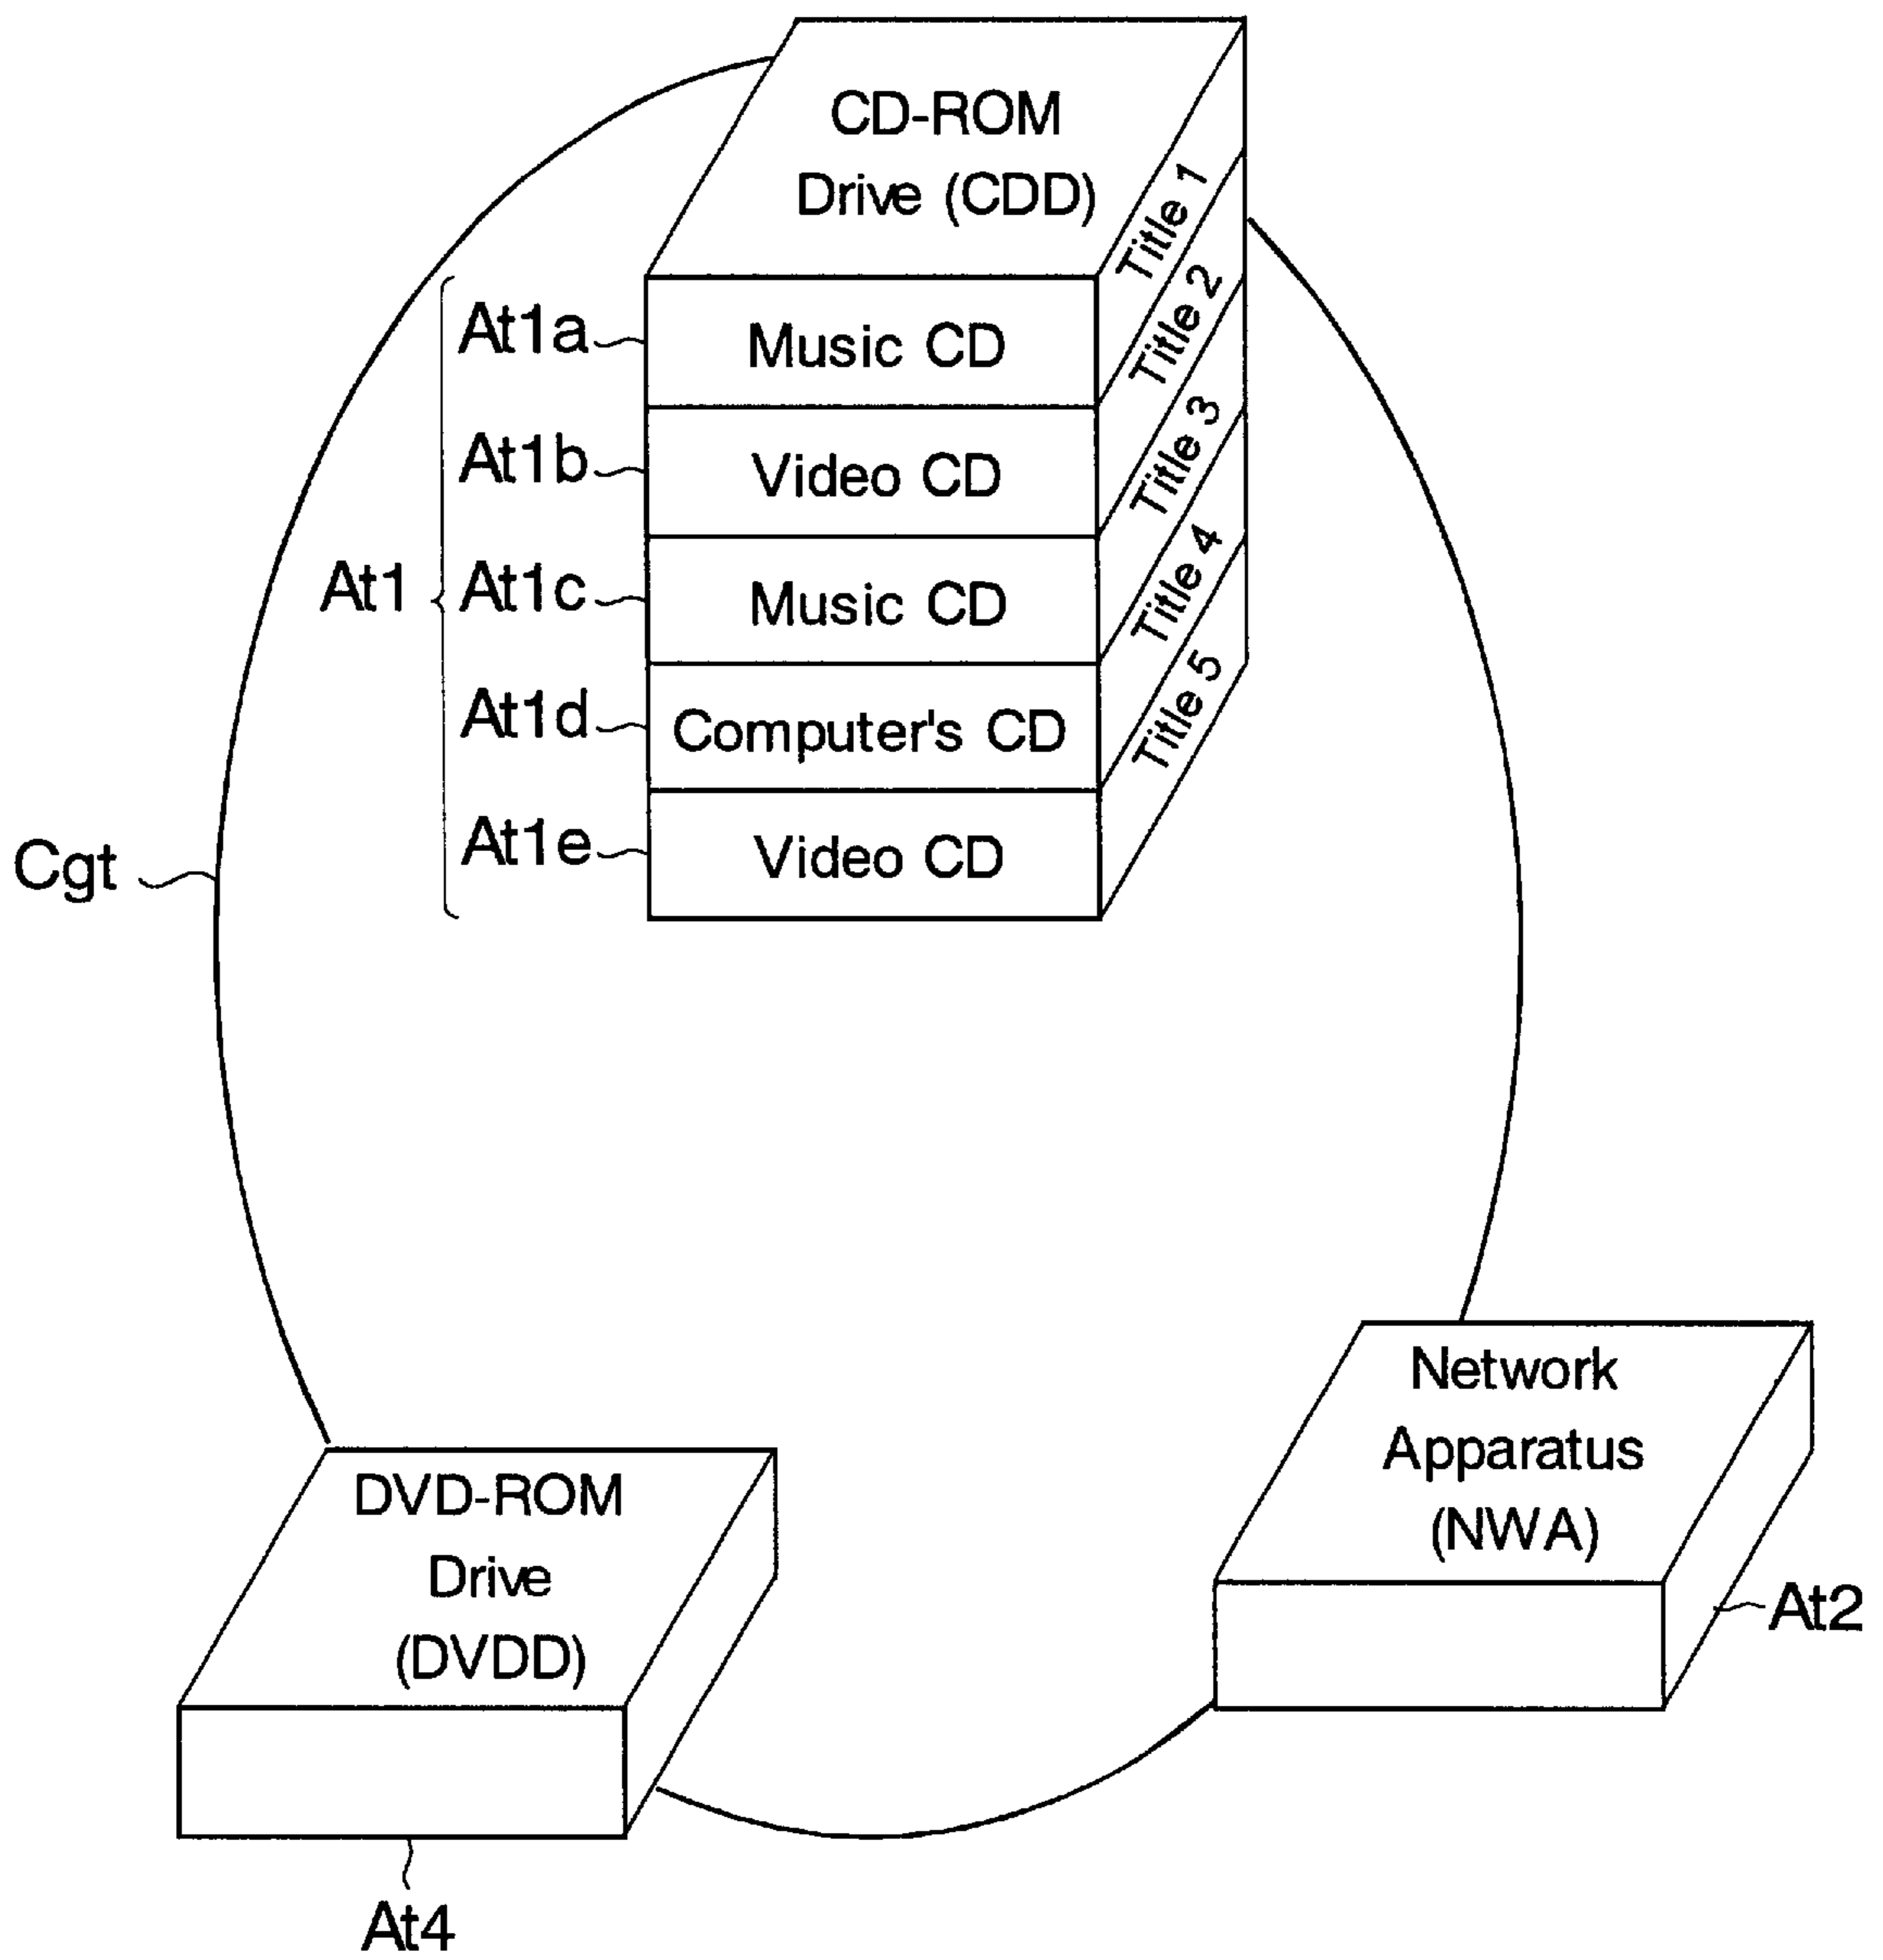 CD-ROM
Drive (CDD)
Title 1
Title 2
Title 3
Title 4
Title 5
At1a
Music CD
At1b
Video CD
At1
At1c
Music CD
At1d
Computer's CD
At1e
Video CD
Cgt
Network
Apparatus
(NWA)
At2
DVD-ROM
Drive
(DVDD)
At4